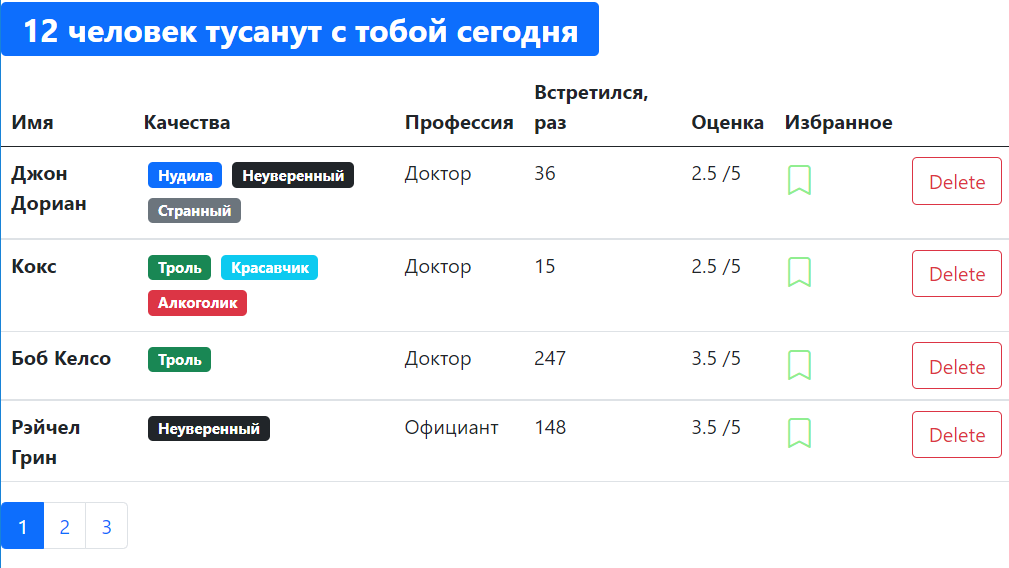 12 человек тусанут с тобой сегодня
Имя Качества Профессия Встретился, раз Оценка Избранное
Джон Дориан Нудила Неуверенный Странный Доктор 36 2.5 /5 Delete
Кокс Троль Красавчик Алкоголик Доктор 15 2.5 /5 Delete
Боб Келсо Троль Доктор 247 3.5 /5 Delete
Рэйчел Грин Неуверенный Официант 148 3.5 /5 Delete
1 2 3